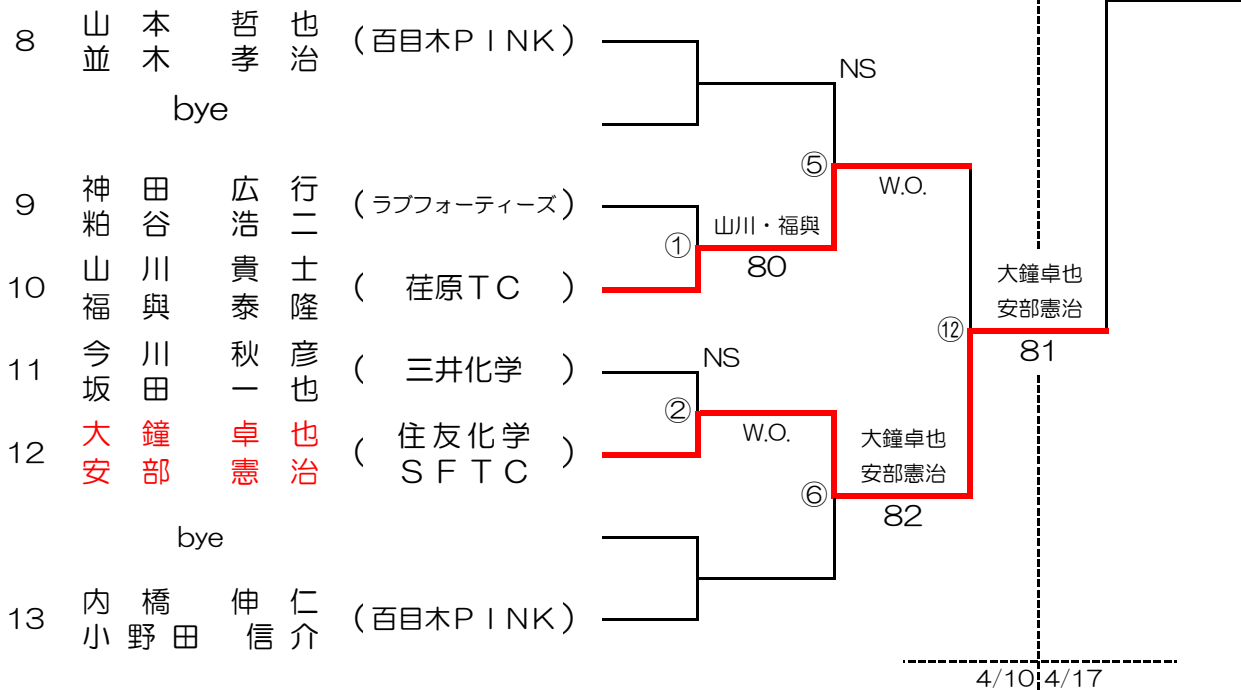 8 山本 哲也 (百目木PINK)
並木 孝治
NS
bye
⑤
W.O.
9 神田 広行 (ラブフォーティーズ)
粕谷 浩二
① 山川・福與
80
10 山川 貴士 (荏原TC)
福與 泰隆
大鐘卓也
安部憲治
⑫
81
11 今川 秋彦 (三井化学)
坂田 一也
NS
②
W.O.
12 大鐘 卓也 (住友化学
安部 憲治 SFTC)
大鐘卓也
安部憲治
⑥
82
bye
13 内橋 伸仁 (百目木PINK)
小野田 信介
4/10 4/17